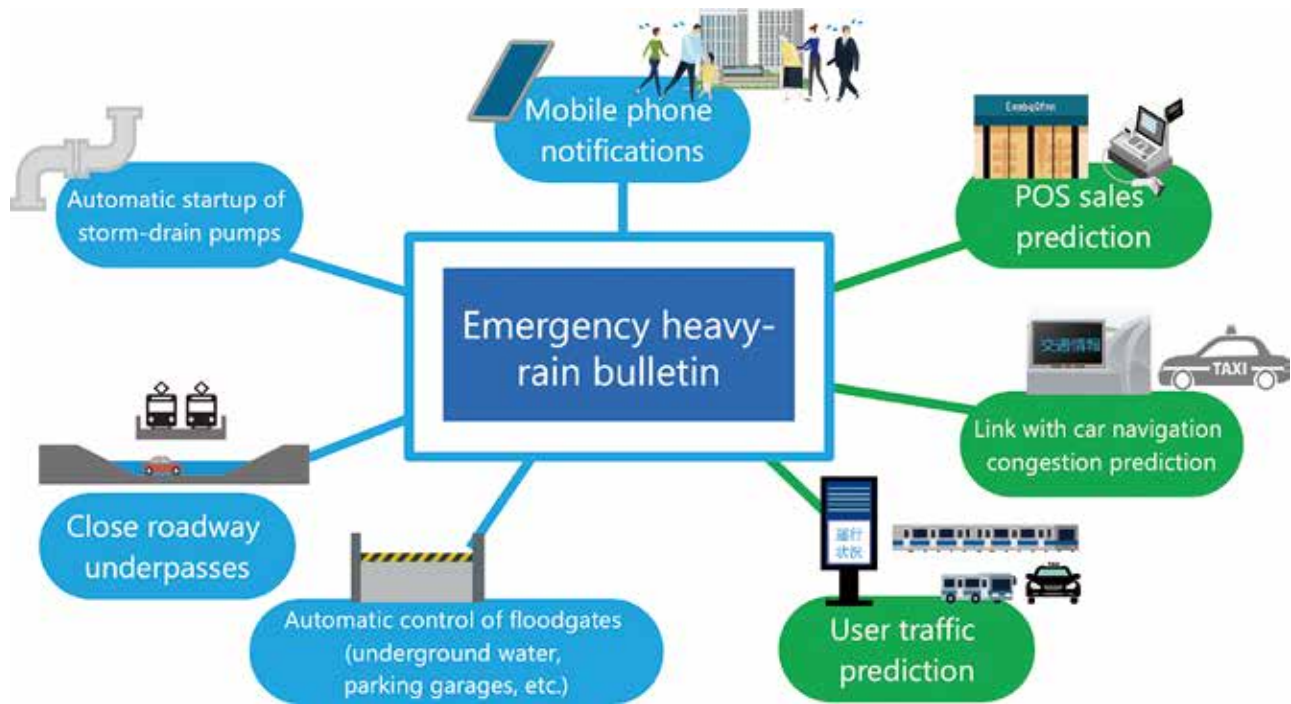 Mobile phone
notifications
Automatic startup of
storm-drain pumps
POS sales
prediction
Emergency heavy-
rain bulletin
交通情報
TAXI
Link with car navigation
congestion prediction
Close roadway
underpasses
運行
状況
Automatic control of floodgates
(underground water,
parking garages, etc.)
User traffic
prediction